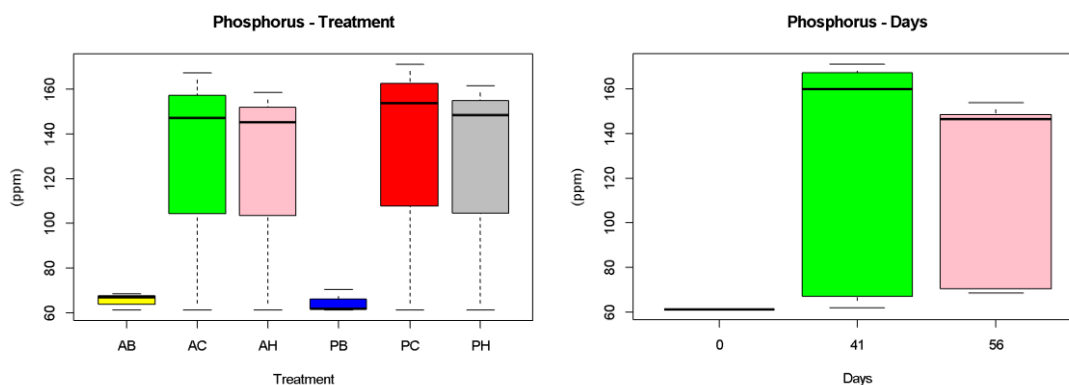 Phosphorus - Treatment
(ppm)
160
140
120
100
80
60
AB AC AH PB PC PH
Treatment
Phosphorus - Days
(ppm)
160
140
120
100
80
60
0 41 56
Days